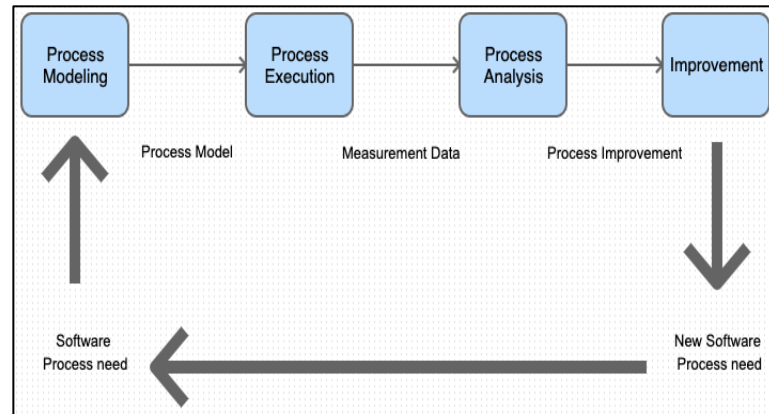 Process
Modeling
Process
Execution
Process
Analysis
Improvement
Process Model
Measurement Data
Process Improvement
Software
Process need
New Software
Process need